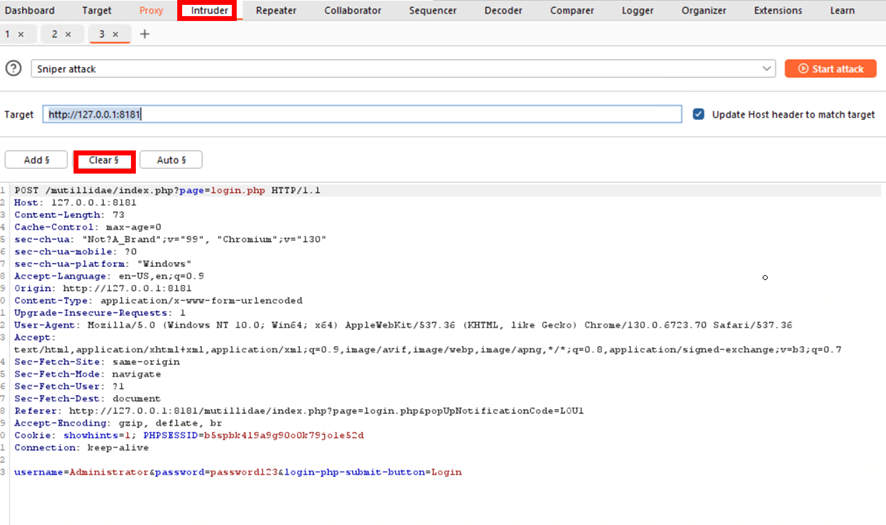 Dashboard Target Proxy Intruder Repeater Collaborator Sequencer Decoder Comparer Logger Organizer Extensions Learn
1 × 2 × 3 × +
? Sniper attack Start attack
Target http://127.0.0.1:8181 Update Host header to match target
Add § Clear § Auto §
1 POST /mutillidae/index.php?page=login.php HTTP/1.1
2 Host: 127.0.0.1:8181
3 Content-Length: 73
4 Cache-Control: max-age=0
5 sec-ch-ua: "Not?A_Brand";v="99", "Chromium";v="130"
6 sec-ch-ua-mobile: ?0
7 sec-ch-ua-platform: "Windows"
8 Accept-Language: en-US,en;q=0.9
9 Origin: http://127.0.0.1:8181
0 Content-Type: application/x-www-form-urlencoded
1 Upgrade-Insecure-Requests: 1
2 User-Agent: Mozilla/5.0 (Windows NT 10.0; Win64; x64) AppleWebKit/537.36 (KHTML, like Gecko) Chrome/130.0.6723.70 Safari/537.36
3 Accept:
text/html,application/xhtml+xml,application/xml;q=0.9,image/avif,image/webp,image/apng,*/*;q=0.8,application/signed-exchange;v=b3;q=0.7
4 Sec-Fetch-Site: same-origin
5 Sec-Fetch-Mode: navigate
6 Sec-Fetch-User: ?1
7 Sec-Fetch-Dest: document
8 Referer: http://127.0.0.1:8181/mutillidae/index.php?page=login.php&popUpNotificationCode=LOU1
9 Accept-Encoding: gzip, deflate, br
0 Cookie: showhints=1; PHPSESSID=b5spbk419a9g90o0k79jo1e52d
1 Connection: keep-alive
2
3 username=Administrator&password=password123&login-php-submit-button=Login